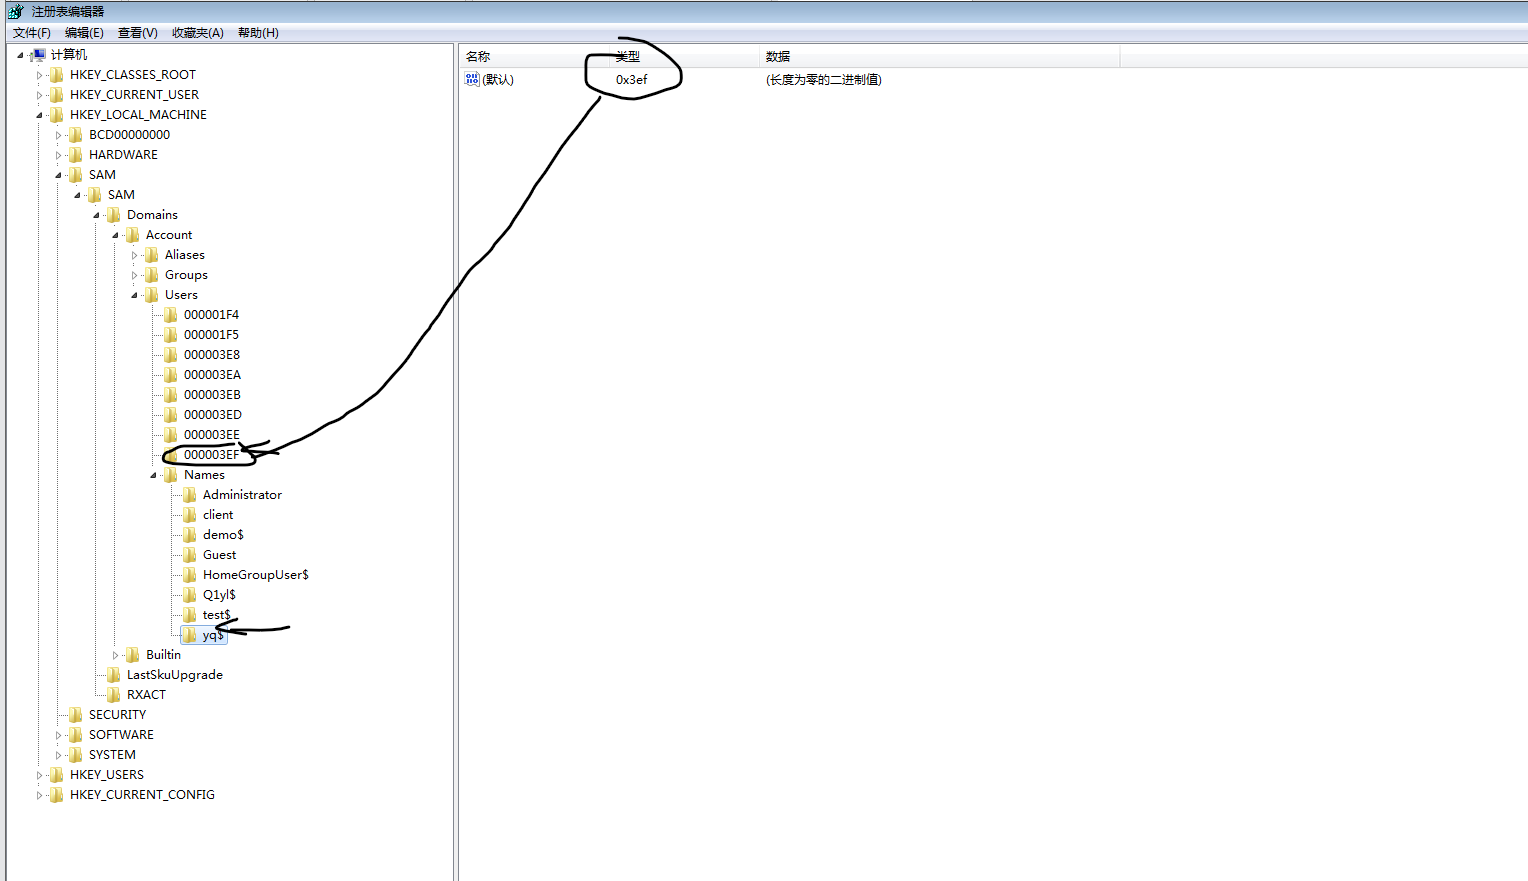 注册表编辑器
文件(F) 编辑(E) 查看(V) 收藏夹(A) 帮助(H)
计算机
HKEY_CLASSES_ROOT
HKEY_CURRENT_USER
HKEY_LOCAL_MACHINE
BCD00000000
HARDWARE
SAM
SAM
Domains
Account
Aliases
Groups
Users
000001F4
000001F5
000003E8
000003EA
000003EB
000003ED
000003EE
000003EF
Names
Administrator
client
demo$
Guest
HomeGroupUser$
Q1yl$
test$
yq$
Builtin
LastSkuUpgrade
RXACT
SECURITY
SOFTWARE
SYSTEM
HKEY_USERS
HKEY_CURRENT_CONFIG
名称 类型 数据
(默认) 0x3ef (长度为零的二进制值)